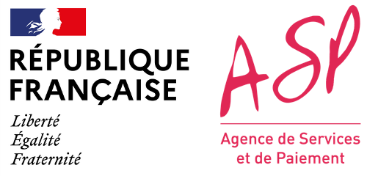 RÉPUBLIQUE
FRANÇAISE
Liberté
Égalité
Fraternité
ASP
Agence de Services
et de Paiement